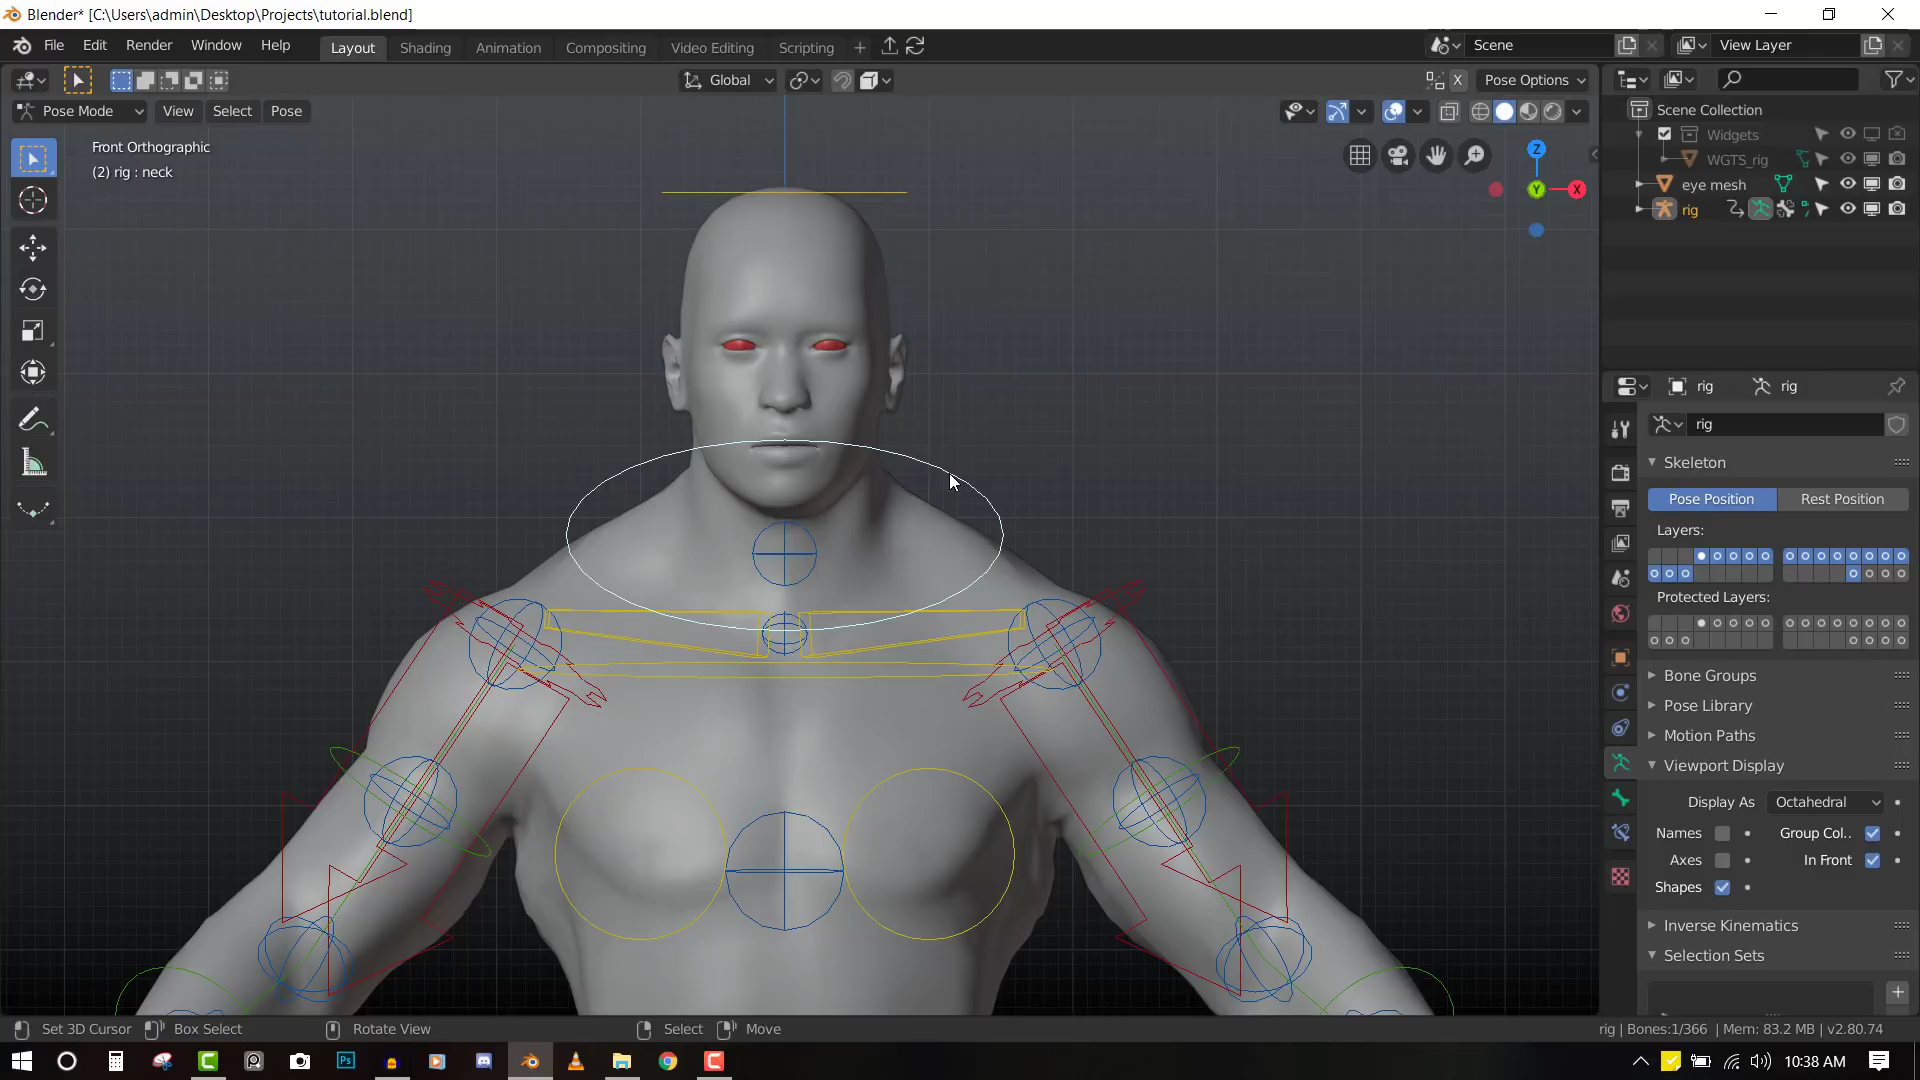 Blender* [C:\Users\admin\Desktop\Projects\tutorial.blend]
File Edit Render Window Help Layout Shading Animation Compositing Video Editing Scripting + Scene View Layer
Global X Pose Options
Pose Mode View Select Pose
Front Orthographic
(2) rig : neck
Z
Y
X
Scene Collection
Widgets
WGTS_rig
eye mesh
rig
rig rig
rig
Skeleton
Pose Position Rest Position
Layers:
Protected Layers:
Bone Groups
Pose Library
Motion Paths
Viewport Display
Display As Octahedral
Names Group Col..
Axes In Front
Shapes
Inverse Kinematics
Selection Sets
+
Set 3D Cursor Box Select Rotate View Select Move rig | Bones:1/366 | Mem: 83.2 MB | v2.80.74
Ps 10:38 AM